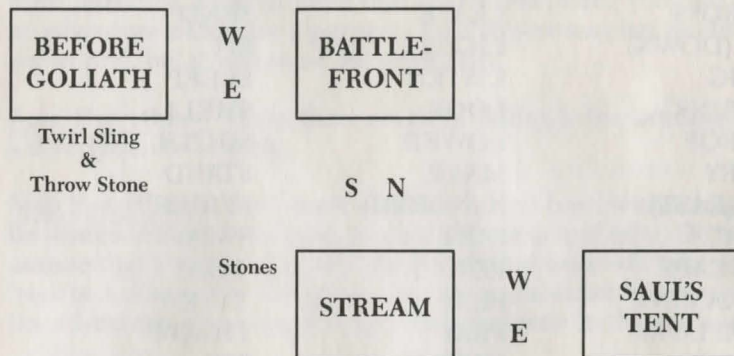 BEFORE
GOLIATH
W
E
BATTLE-
FRONT
Twirl Sling
&
Throw Stone
S N
Stones
STREAM
W
E
SAUL'S
TENT